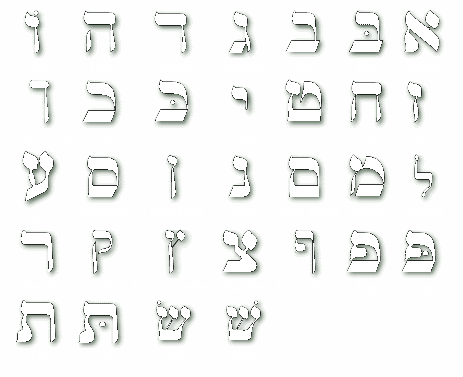 א בּ ב ג ד ה ו
ז ח ט י כּ כ ך
ל מ ם נ ן ס ע
פּ פ ף צ ץ ק ר
שׁ שׂ תּ ת